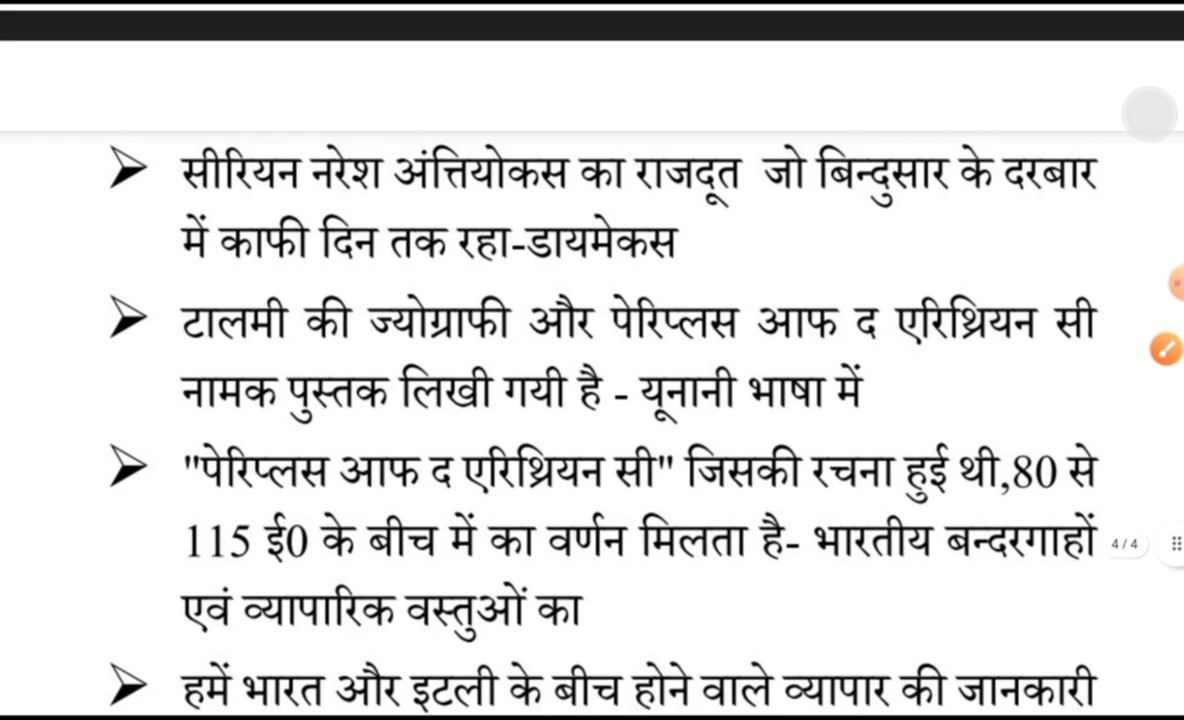 सीरियन नरेश अंत्तियोकस का राजदूत जो बिन्दुसार के दरबार
में काफी दिन तक रहा-डायमेकस
टालमी की ज्योग्राफी और पेरिप्लस आफ द एरिथ्रियन सी
नामक पुस्तक लिखी गयी है - यूनानी भाषा में
"पेरिप्लस आफ द एरिथ्रियन सी" जिसकी रचना हुई थी,80 से
115 ई0 के बीच में का वर्णन मिलता है- भारतीय बन्दरगाहों
4/4
एवं व्यापारिक वस्तुओं का
हमें भारत और इटली के बीच होने वाले व्यापार की जानकारी